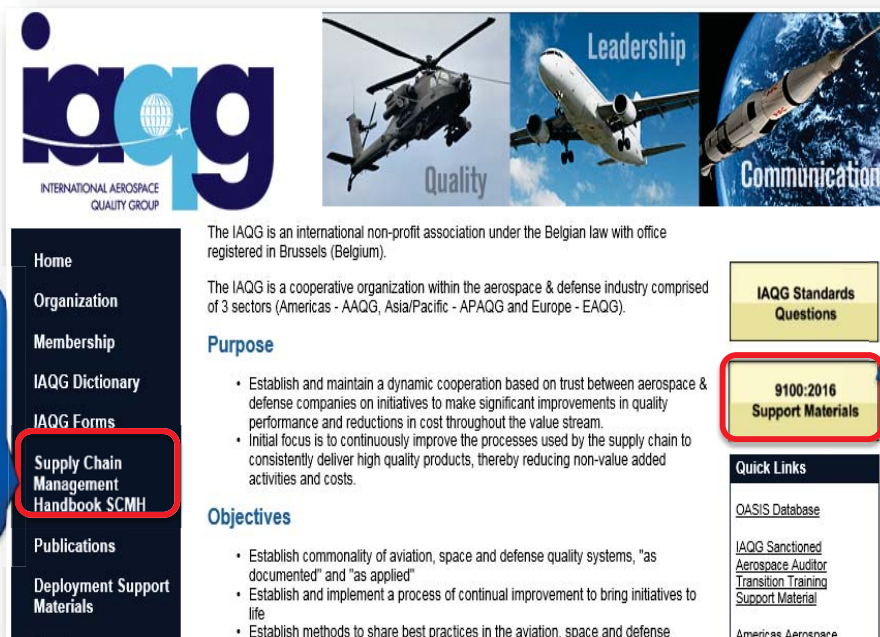 iaqg
INTERNATIONAL AEROSPACE
QUALITY GROUP
Quality
Leadership
Communication
Home
Organization
Membership
IAQG Dictionary
IAQG Forms
Supply Chain
Management
Handbook SCMH
Publications
Deployment Support
Materials
The IAQG is an international non-profit association under the Belgian law with office
registered in Brussels (Belgium).
The IAQG is a cooperative organization within the aerospace & defense industry comprised
of 3 sectors (Americas - AAQG, Asia/Pacific - APAQG and Europe - EAQG).
Purpose
• Establish and maintain a dynamic cooperation based on trust between aerospace &
defense companies on initiatives to make significant improvements in quality
performance and reductions in cost throughout the value stream.
• Initial focus is to continuously improve the processes used by the supply chain to
consistently deliver high quality products, thereby reducing non-value added
activities and costs.
Objectives
• Establish commonality of aviation, space and defense quality systems, "as
documented" and "as applied"
• Establish and implement a process of continual improvement to bring initiatives to
life
• Establish methods to share best practices in the aviation, space and defense
IAQG Standards
Questions
9100:2016
Support Materials
Quick Links
OASIS Database
IAQG Sanctioned
Aerospace Auditor
Transition Training
Support Material
Americas Aerospace